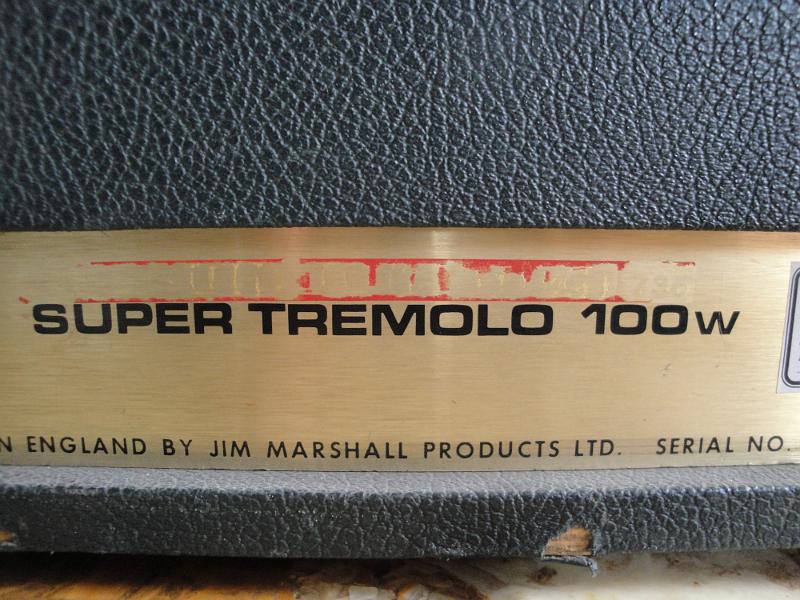 SUPER TREMOLO 100W
N ENGLAND BY JIM MARSHALL PRODUCTS LTD. SERIAL NO.